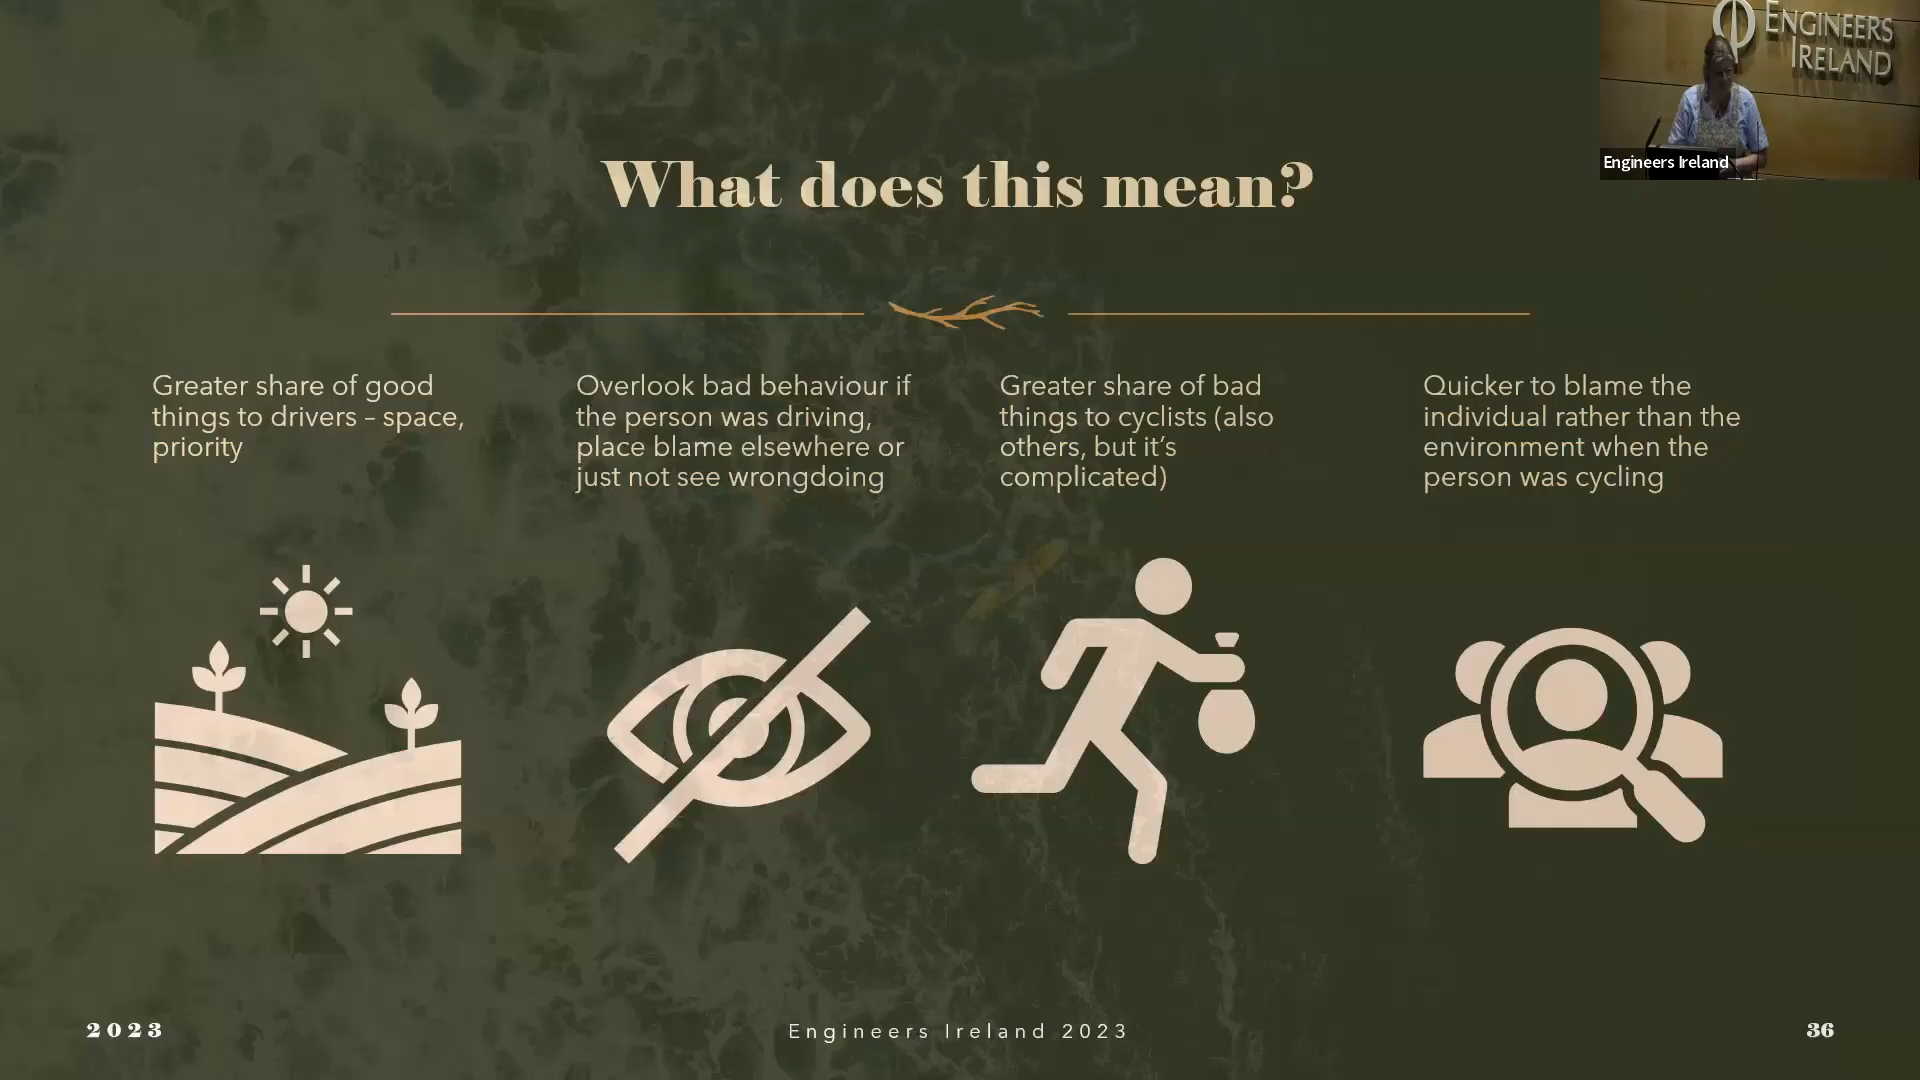 ENGINEERS
IRELAND
Engineers Ireland
What does this mean?
Greater share of good
things to drivers – space,
priority
Overlook bad behaviour if
the person was driving,
place blame elsewhere or
just not see wrongdoing
Greater share of bad
things to cyclists (also
others, but it’s
complicated)
Quicker to blame the
individual rather than the
environment when the
person was cycling
2023
Engineers Ireland 2023
36